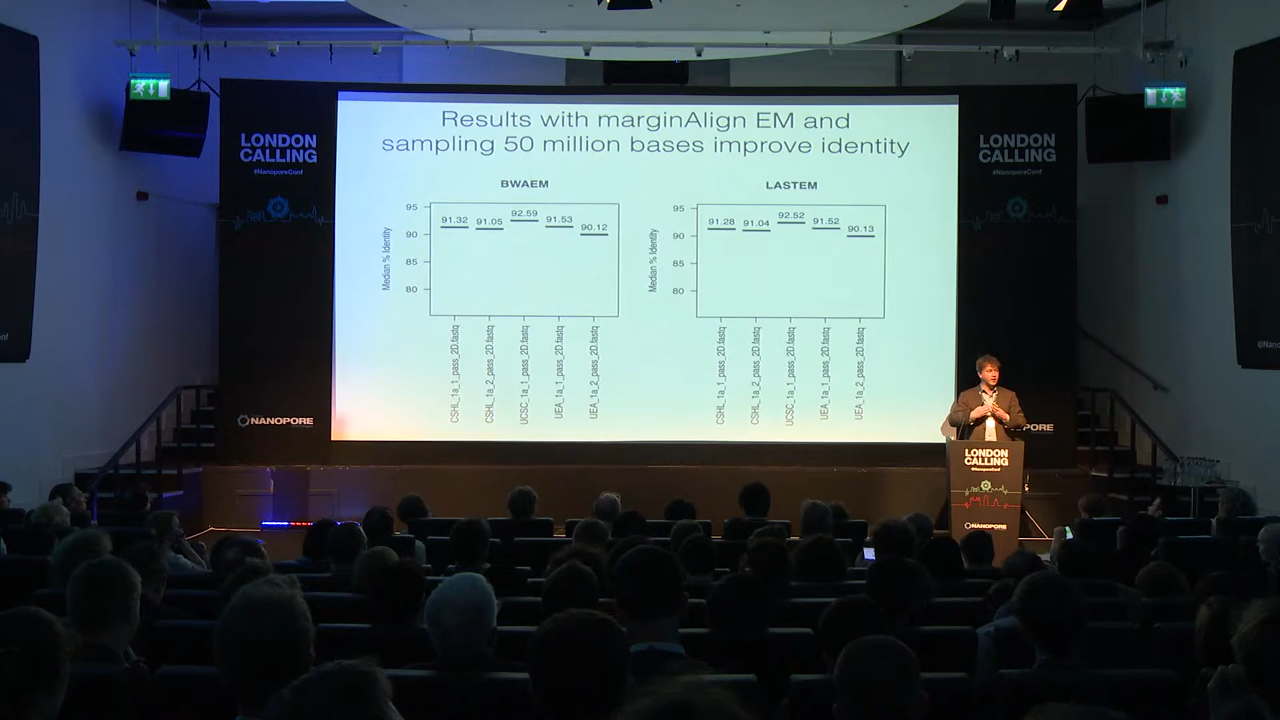 Results with marginAlign EM and
sampling 50 million bases improve identity
LONDON
CALLING
#NanoporeConf
LONDON
CALLING
#NanoporeConf
BWAEM
Median % Identity
95
90
85
80
91.32
91.05
92.59
91.53
90.12
CSHL_1a_1_pass_2D.fastq
CSHL_1a_2_pass_2D.fastq
UCSC_1a_1_pass_2D.fastq
UEA_1a_1_pass_2D.fastq
UEA_1a_2_pass_2D.fastq
LASTEM
Median % Identity
95
90
85
80
91.28
91.04
92.52
91.52
90.13
CSHL_1a_1_pass_2D.fastq
CSHL_1a_2_pass_2D.fastq
UCSC_1a_1_pass_2D.fastq
UEA_1a_1_pass_2D.fastq
UEA_1a_2_pass_2D.fastq
NANOPORE
PORE
LONDON
CALLING
#NanoporeConf
NANOPORE